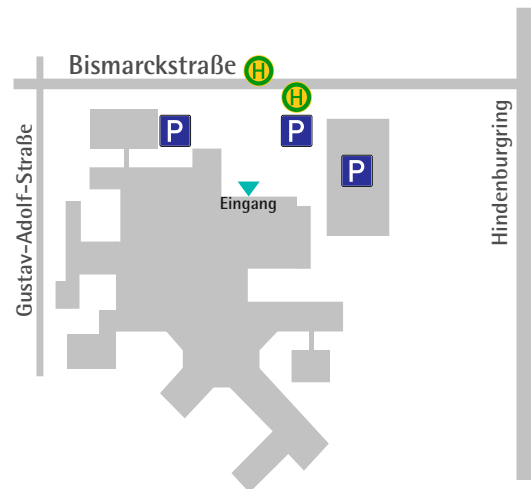 Bismarckstraße
H
H
P
P
P
Eingang
Gustav-Adolf-Straße
Hindenburgring